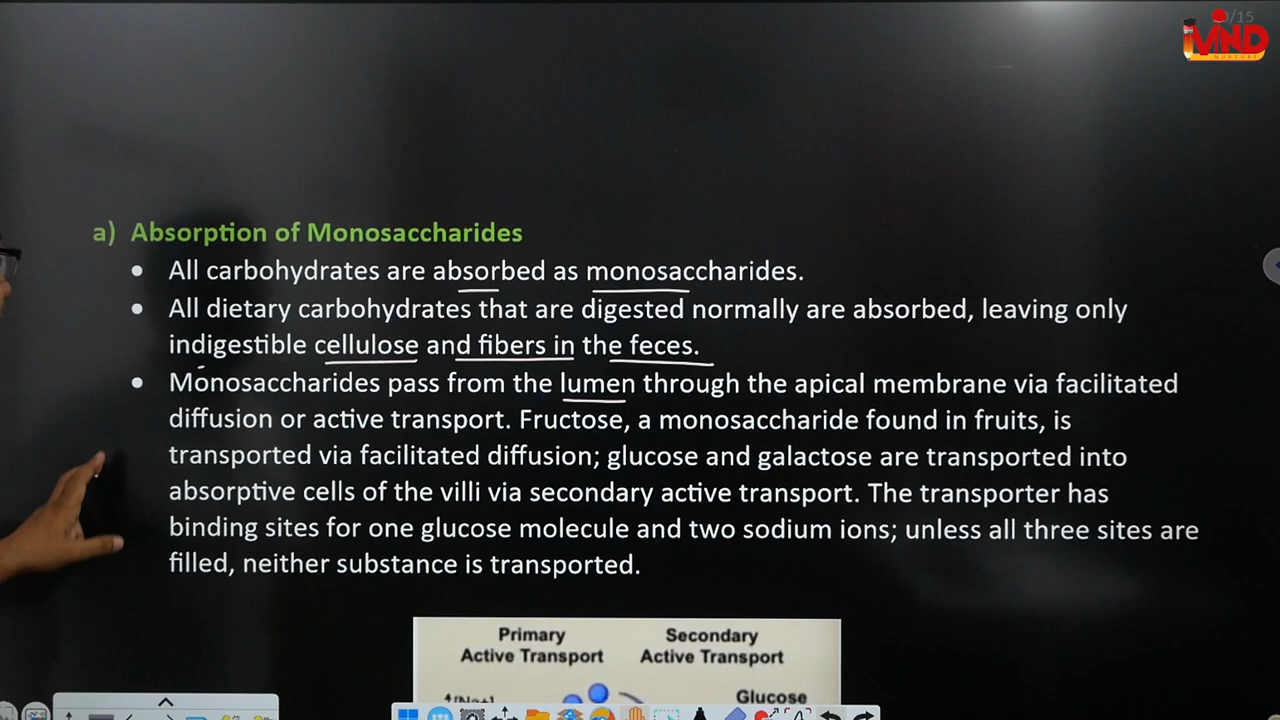 /15
iMIND
NURTURE
a) Absorption of Monosaccharides
• All carbohydrates are absorbed as monosaccharides.
• All dietary carbohydrates that are digested normally are absorbed, leaving only
indigestible cellulose and fibers in the feces.
• Monosaccharides pass from the lumen through the apical membrane via facilitated
diffusion or active transport. Fructose, a monosaccharide found in fruits, is
transported via facilitated diffusion; glucose and galactose are transported into
absorptive cells of the villi via secondary active transport. The transporter has
binding sites for one glucose molecule and two sodium ions; unless all three sites are
filled, neither substance is transported.
Primary Secondary
Active Transport Active Transport
Glucose